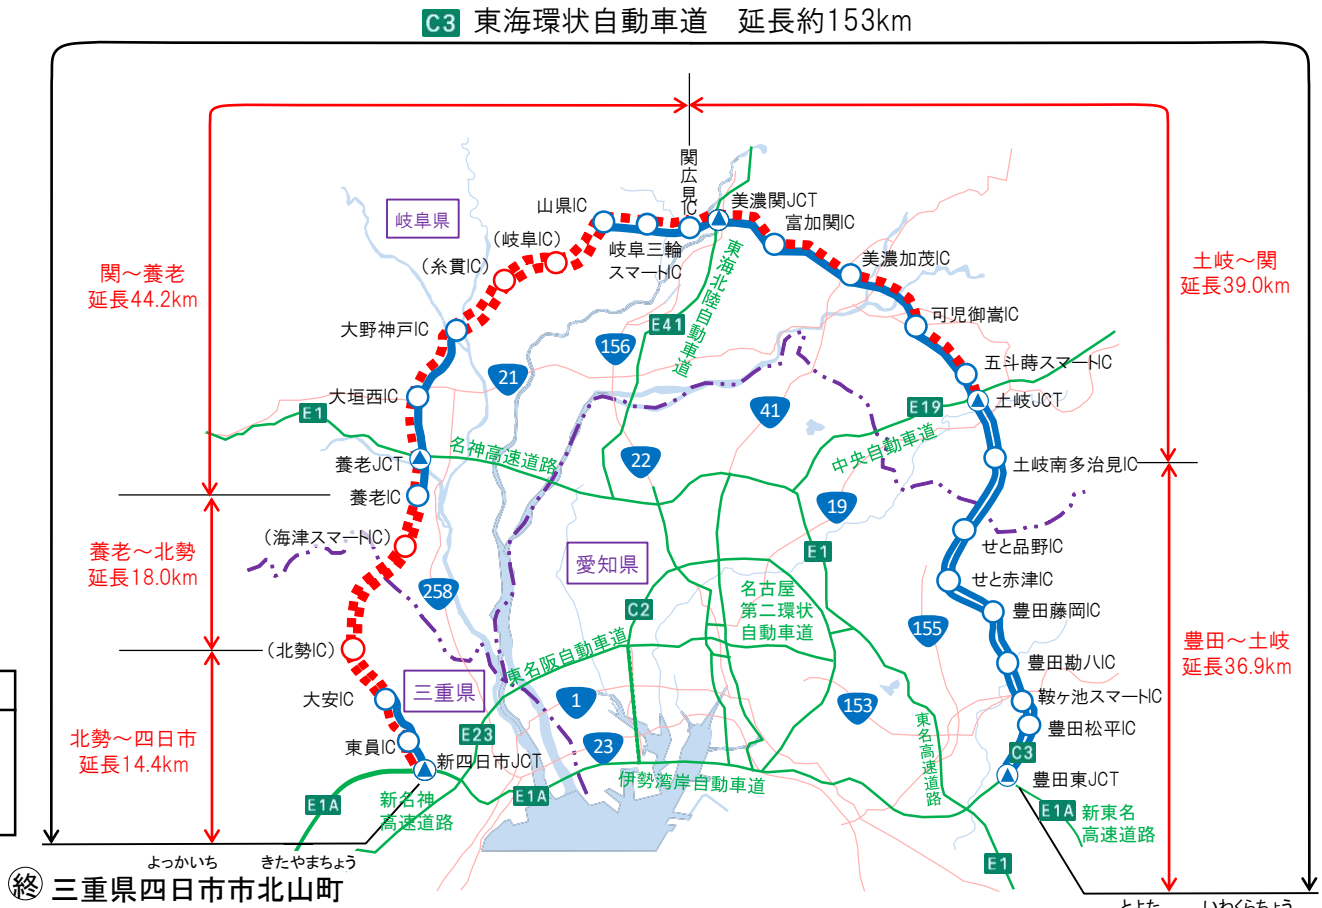 C3 東海環状自動車道　延長約153km
関広見IC
美濃関JCT
山県IC
岐阜県
富加関IC
(岐阜IC)
岐阜三輪
スマートIC
(糸貫IC)
東海北陸自動車道
美濃加茂IC
関～養老
延長44.2km
土岐～関
延長39.0km
可児御嵩IC
大野神戸IC
E41
156
五斗蒔スマートIC
21
大垣西IC
41
E19
土岐JCT
E1
名神高速道路
中央自動車道
養老JCT
22
土岐南多治見IC
養老IC
19
(海津スマートIC)
せと品野IC
養老～北勢
延長18.0km
愛知県
E1
せと赤津IC
258
名古屋
第二環状
自動車道
C2
豊田藤岡IC
155
東名阪自動車道
(北勢IC)
豊田～土岐
延長36.9km
豊田勘八IC
三重県
大安IC
1
153
鞍ヶ池スマートIC
豊田松平IC
北勢～四日市
延長14.4km
東員IC
E23
23
東名高速道路
C3
新四日市JCT
伊勢湾岸自動車道
豊田東JCT
E1A
新名神
高速道路
E1A
E1A
新東名
高速道路
E1
よっかいち　きたやまちょう
終 三重県四日市市北山町
とよた　いわくらちょう